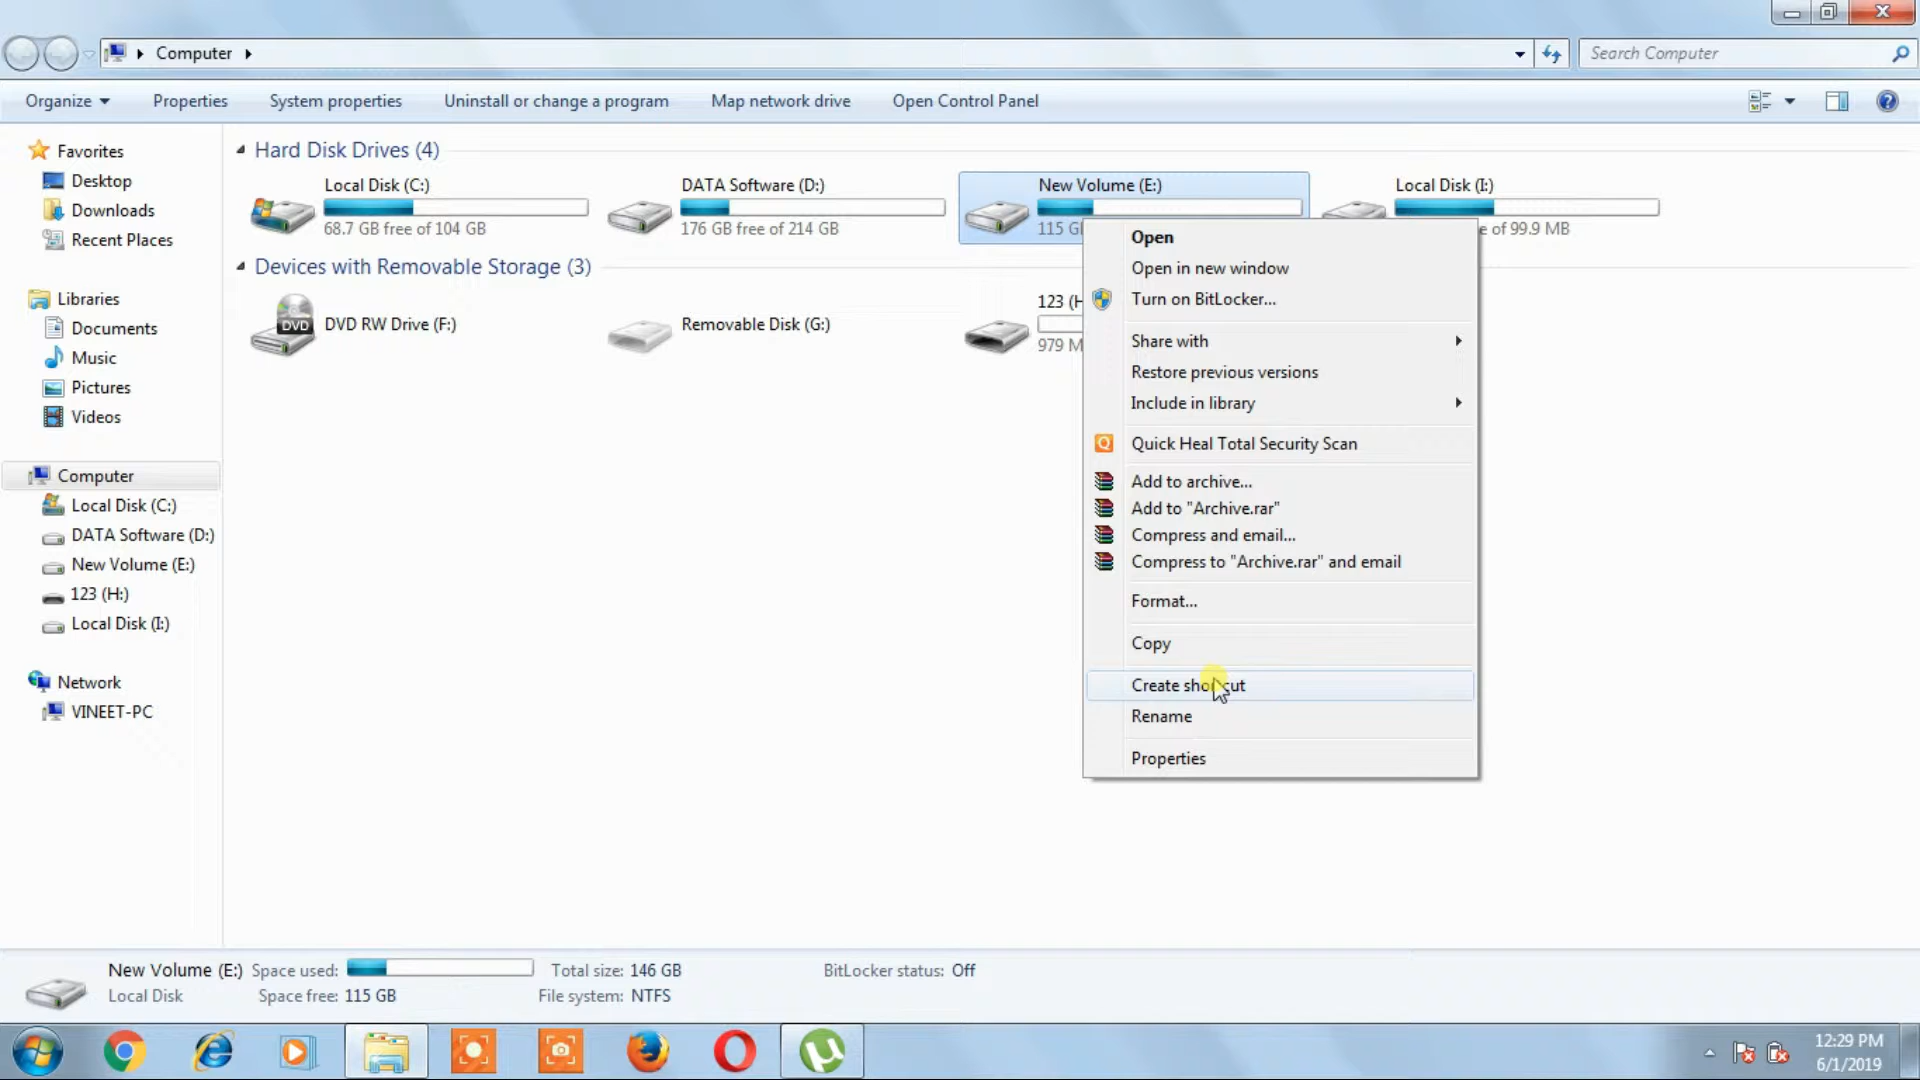 Computer
Search Computer
Organize
Properties
System properties
Uninstall or change a program
Map network drive
Open Control Panel
Favorites
Desktop
Downloads
Recent Places
Libraries
Documents
Music
Pictures
Videos
Computer
Local Disk (C:)
DATA Software (D:)
New Volume (E:)
123 (H:)
Local Disk (I:)
Network
VINEET-PC
Hard Disk Drives (4)
Local Disk (C:)
68.7 GB free of 104 GB
DATA Software (D:)
176 GB free of 214 GB
New Volume (E:)
115 G
Local Disk (I:)
e of 99.9 MB
Devices with Removable Storage (3)
DVD
DVD RW Drive (F:)
Removable Disk (G:)
123 (H
979 M
Open
Open in new window
Turn on BitLocker...
Share with
Restore previous versions
Include in library
Quick Heal Total Security Scan
Add to archive...
Add to "Archive.rar"
Compress and email...
Compress to "Archive.rar" and email
Format...
Copy
Create shortcut
Rename
Properties
New Volume (E:) Space used: Total size: 146 GB BitLocker status: Off
Local Disk Space free: 115 GB File system: NTFS
12:29 PM
6/1/2019